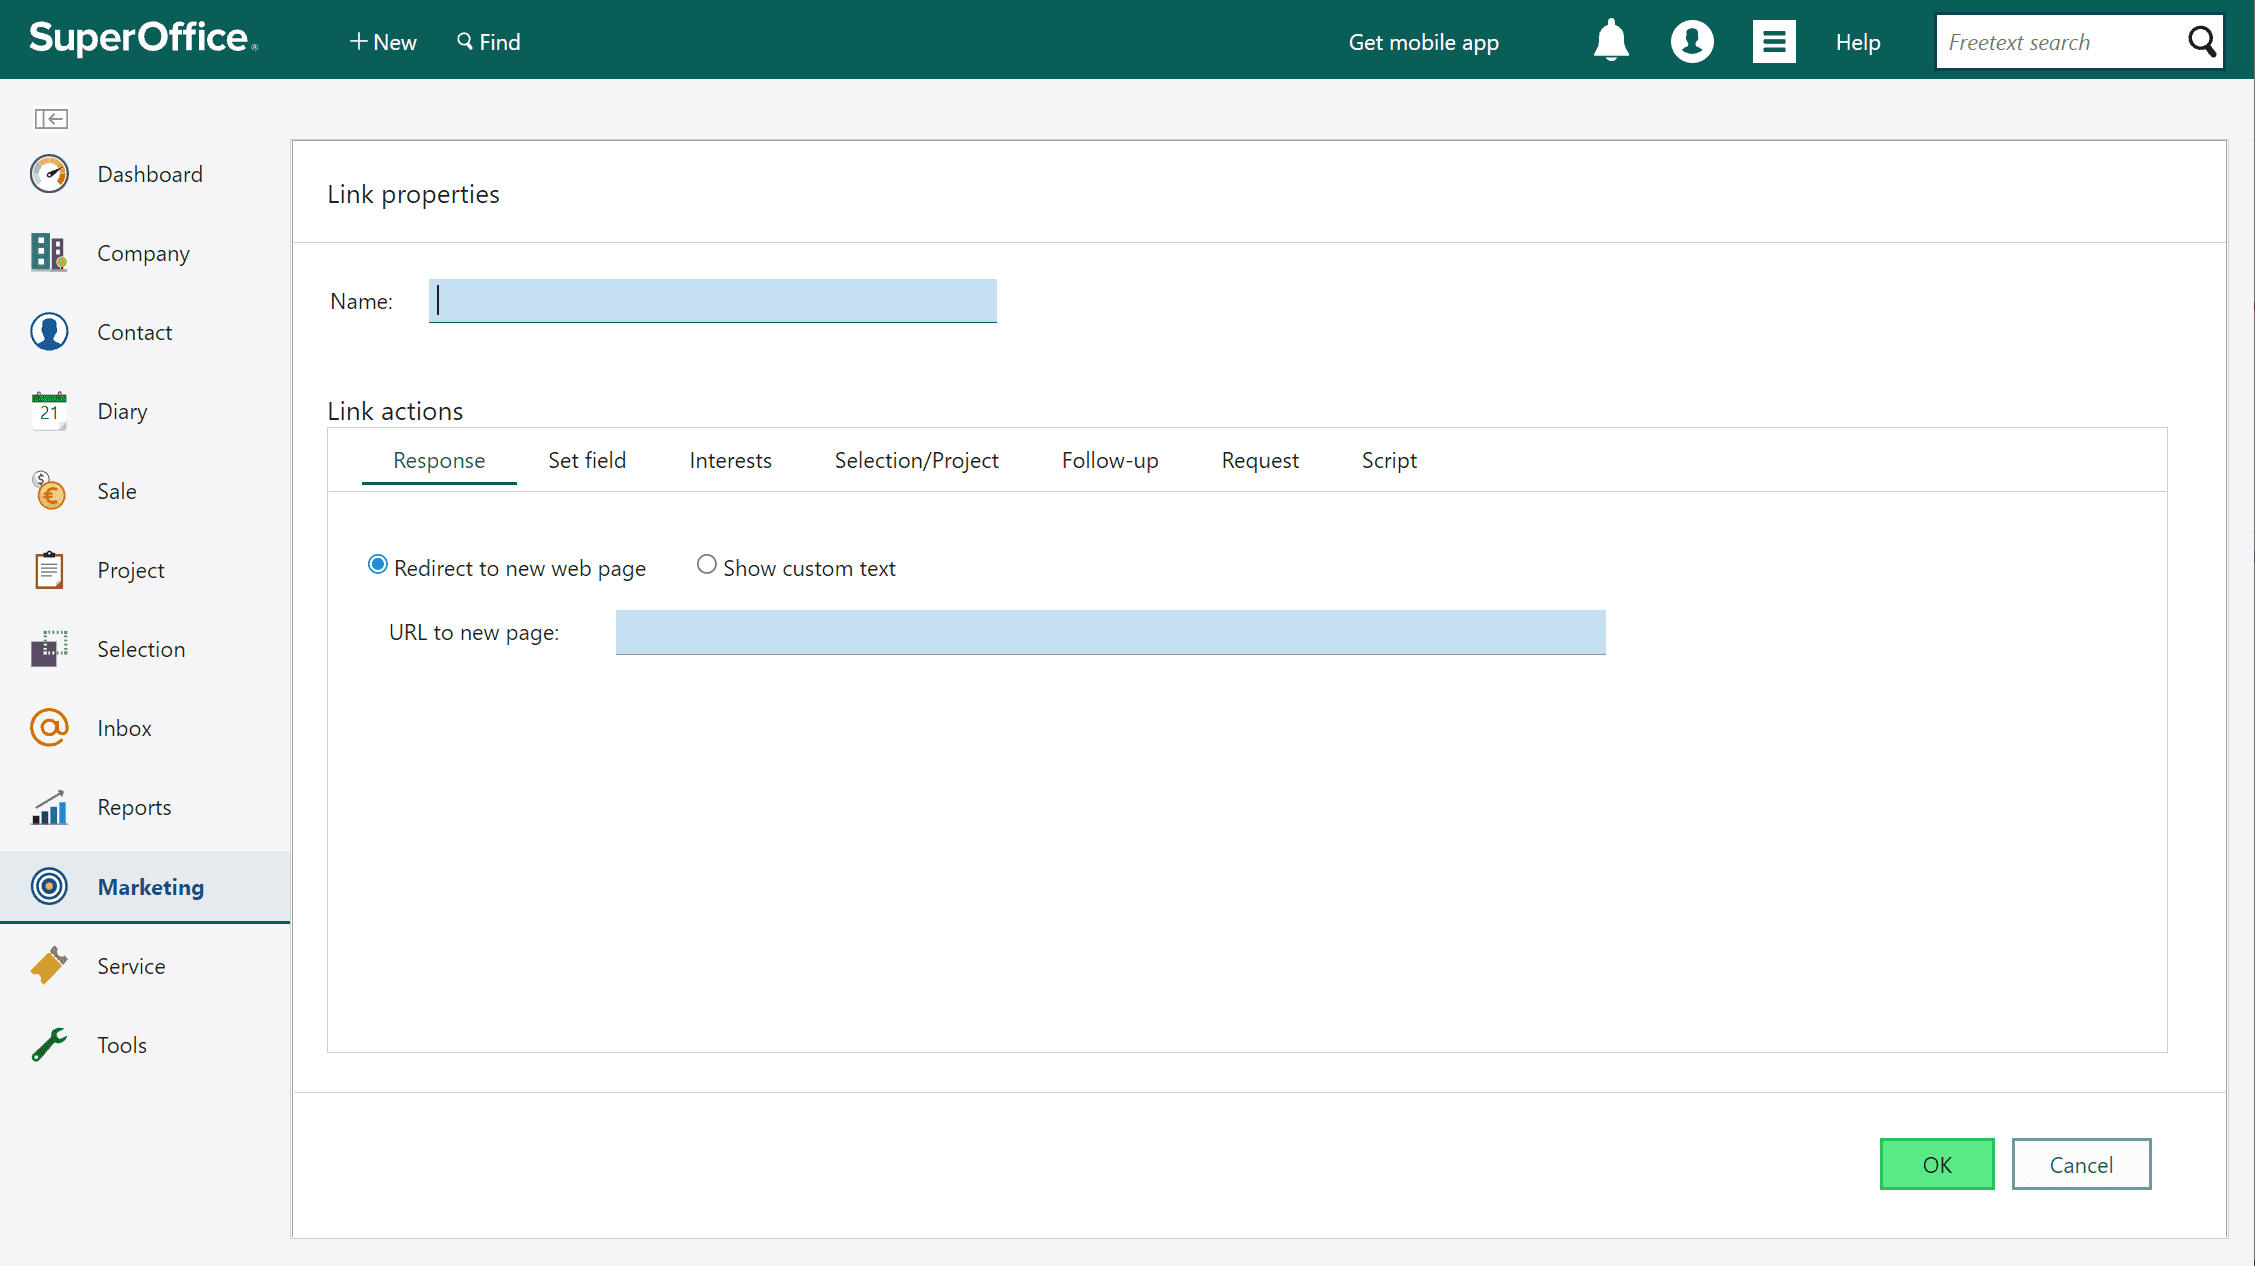 SuperOffice®
+ New
Find
Get mobile app
Help
Freetext search
Dashboard
Company
Contact
21
Diary
$
€
Sale
Project
Selection
@
Inbox
Reports
Marketing
Service
Tools
Link properties
Name:
Link actions
Response
Set field
Interests
Selection/Project
Follow-up
Request
Script
Redirect to new web page
Show custom text
URL to new page:
OK
Cancel